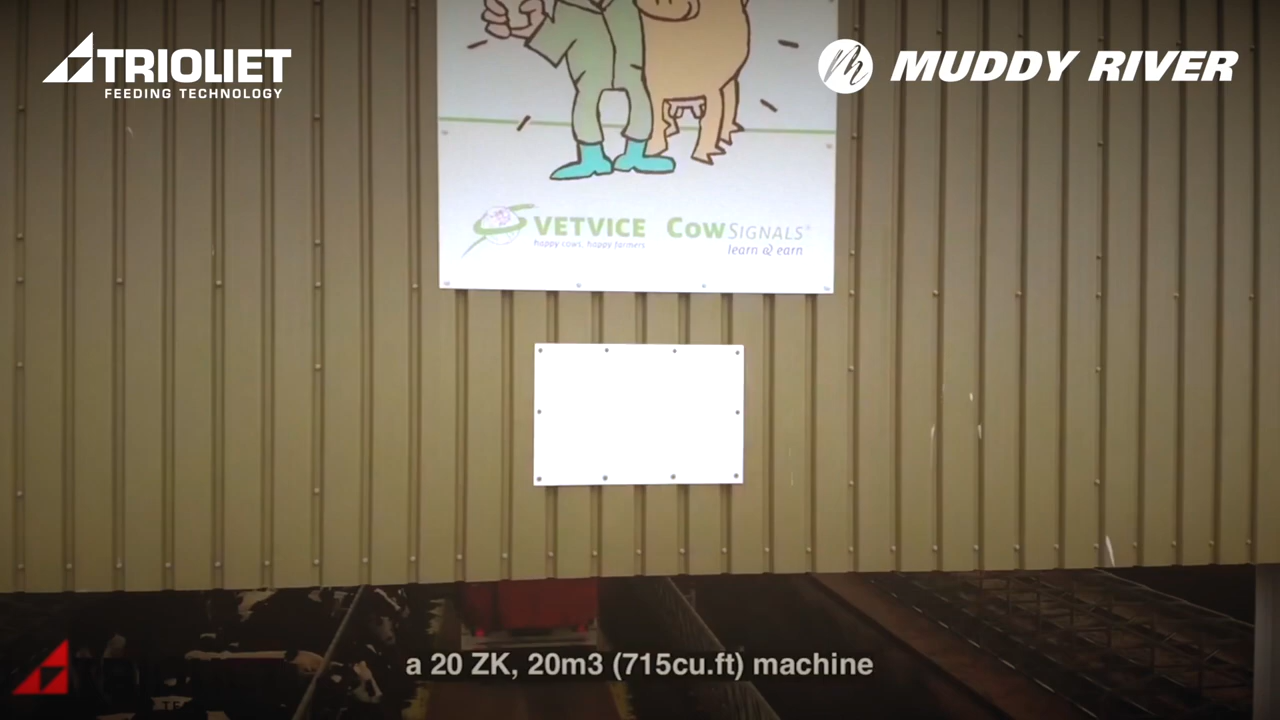 TRIOLIET
FEEDING TECHNOLOGY
MUDDY RIVER
VETVICE
happy cows, happy farmers
CowSIGNALS
learn & earn
a 20 ZK, 20m3 (715cu.ft) machine